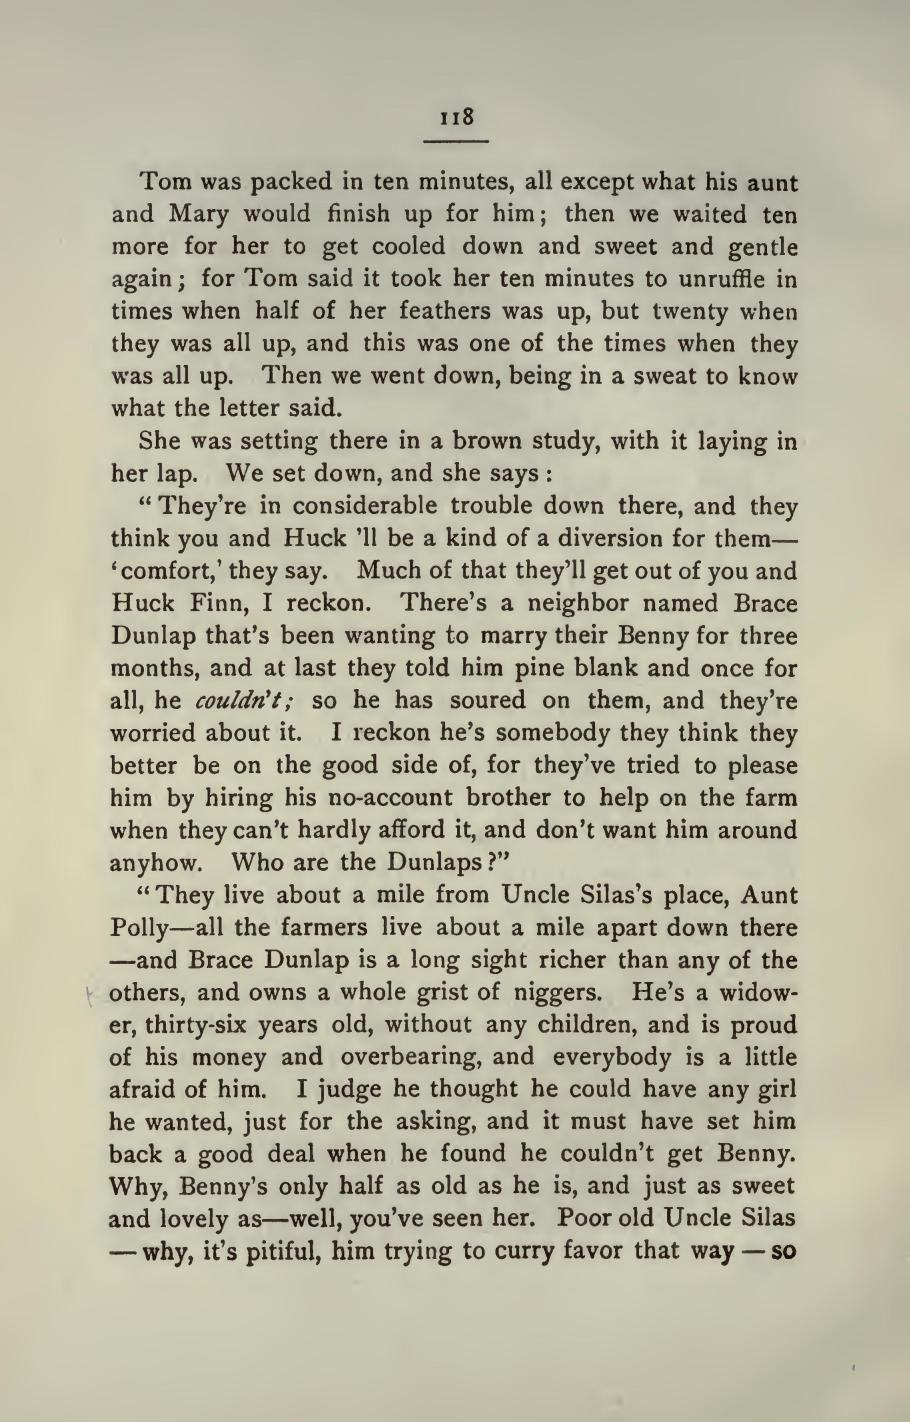 118
Tom was packed in ten minutes, all except what his aunt
and Mary would finish up for him; then we waited ten
more for her to get cooled down and sweet and gentle
again; for Tom said it took her ten minutes to unruffle in
times when half of her feathers was up, but twenty when
they was all up, and this was one of the times when they
was all up. Then we went down, being in a sweat to know
what the letter said.
She was setting there in a brown study, with it laying in
her lap. We set down, and she says:
"They're in considerable trouble down there, and they
think you and Huck 'll be a kind of a diversion for them—
'comfort,' they say. Much of that they'll get out of you and
Huck Finn, I reckon. There's a neighbor named Brace
Dunlap that's been wanting to marry their Benny for three
months, and at last they told him pine blank and once for
all, he couldn't; so he has soured on them, and they're
worried about it. I reckon he's somebody they think they
better be on the good side of, for they've tried to please
him by hiring his no-account brother to help on the farm
when they can't hardly afford it, and don't want him around
anyhow. Who are the Dunlaps?"
"They live about a mile from Uncle Silas's place, Aunt
Polly—all the farmers live about a mile apart down there
—and Brace Dunlap is a long sight richer than any of the
others, and owns a whole grist of niggers. He's a widow-
er, thirty-six years old, without any children, and is proud
of his money and overbearing, and everybody is a little
afraid of him. I judge he thought he could have any girl
he wanted, just for the asking, and it must have set him
back a good deal when he found he couldn't get Benny.
Why, Benny's only half as old as he is, and just as sweet
and lovely as—well, you've seen her. Poor old Uncle Silas
— why, it's pitiful, him trying to curry favor that way — so